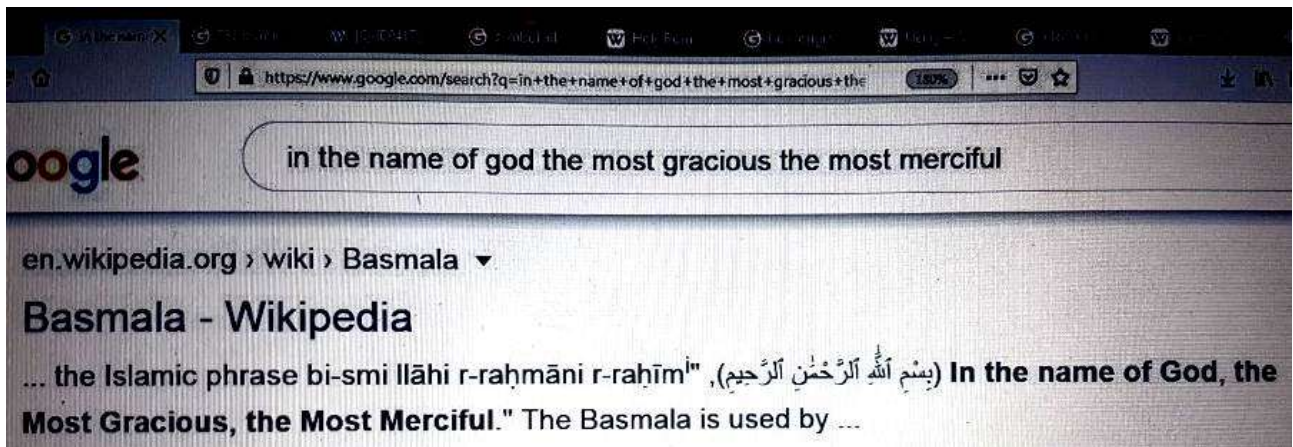 https://www.google.com/search?q=in+the+name+of+god+the+most+gracious+the
oogle
in the name of god the most gracious the most merciful
en.wikipedia.org › wiki › Basmala
Basmala - Wikipedia
... the Islamic phrase bi-smi llāhi r-raḥmāni r-raḥīmⁱ" ,(بِسْمِ ٱللَّٰهِ ٱلرَّحْمَٰنِ ٱلرَّحِيمِ) In the name of God, the
Most Gracious, the Most Merciful." The Basmala is used by ...